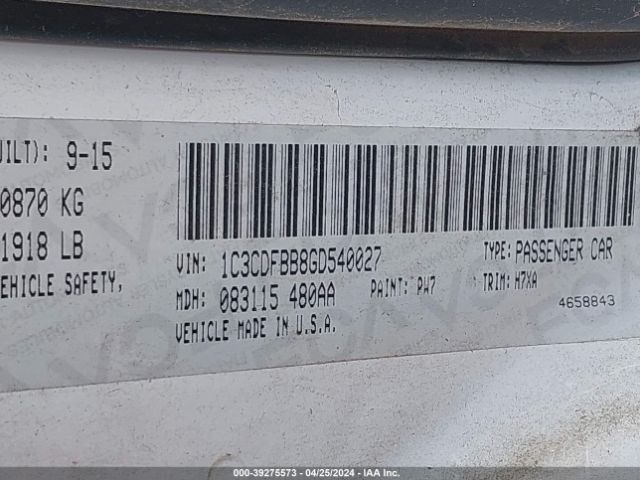 UILT): 9-15
0870 KG
1918 LB
EHICLE SAFETY,
VIN: 1C3CDFBB8GD540027
TYPE: PASSENGER CAR
MDH: 083115 480AA
PAINT: PW7
TRIM: H7XA
VEHICLE MADE IN U.S.A.
4658843
000-39275573 | 04/25/2024 | IAA Inc.